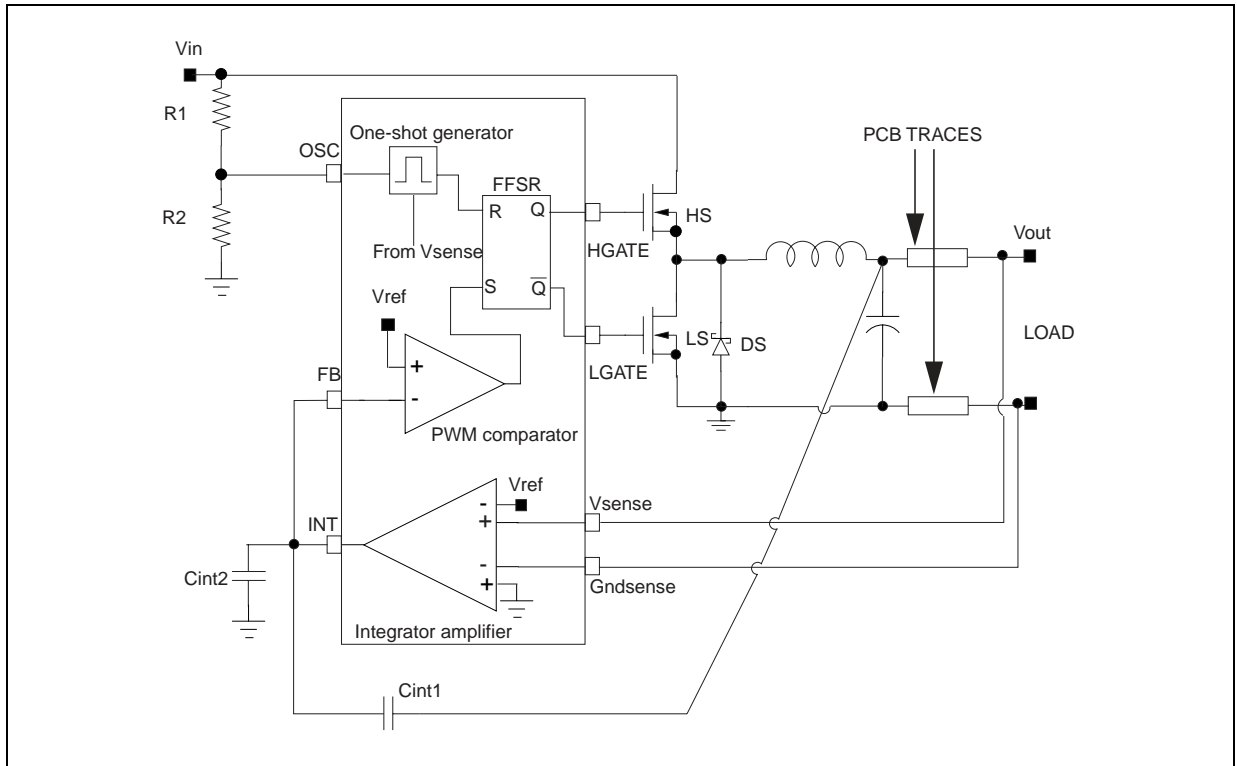 Vin
R1
OSC
R2
One-shot generator
FFSR
R
Q
S
Q
From Vsense
HGATE
HS
PCB TRACES
Vout
LOAD
Vref
FB
+
-
PWM comparator
LGATE
LS
DS
INT
Vref
-
+
-
+
Vsense
Gndsense
Integrator amplifier
Cint2
Cint1